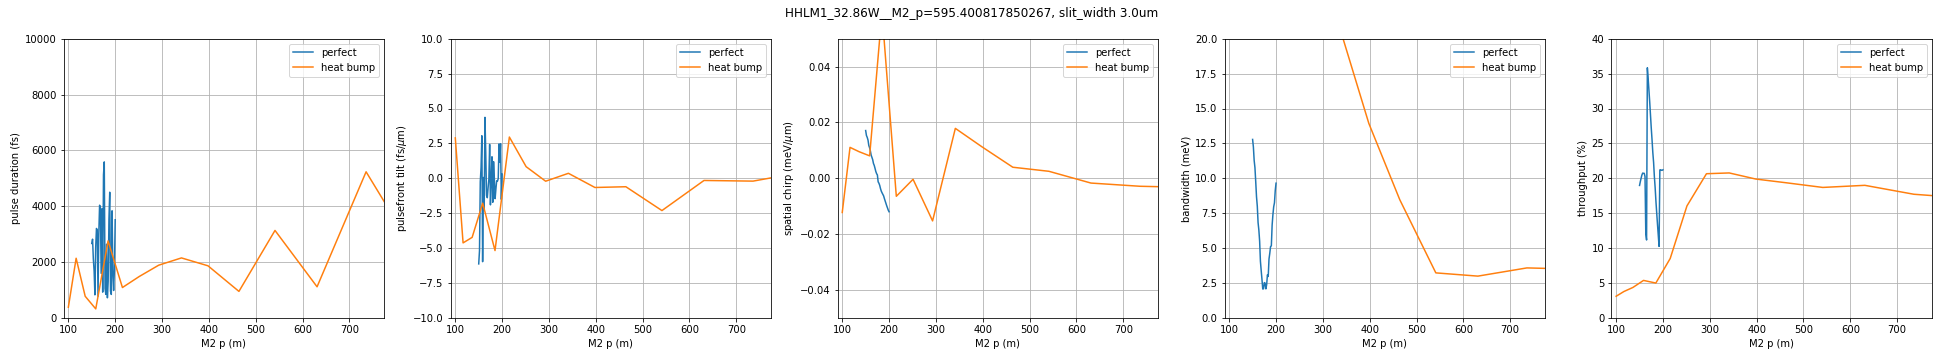 HHLM1_32.86W__M2_p=595.400817850267, slit_width 3.0um
pulse duration (fs)
10000
8000
6000
4000
2000
0
perfect
heat bump
100 200 300 400 500 600 700
M2 p (m)
pulsefront tilt (fs/μm)
10.0
7.5
5.0
2.5
0.0
−2.5
−5.0
−7.5
−10.0
perfect
heat bump
100 200 300 400 500 600 700
M2 p (m)
spatial chirp (meV/μm)
0.04
0.02
0.00
−0.02
−0.04
perfect
heat bump
100 200 300 400 500 600 700
M2 p (m)
bandwidth (meV)
20.0
17.5
15.0
12.5
10.0
7.5
5.0
2.5
0.0
perfect
heat bump
100 200 300 400 500 600 700
M2 p (m)
throughput (%)
40
35
30
25
20
15
10
5
0
perfect
heat bump
100 200 300 400 500 600 700
M2 p (m)